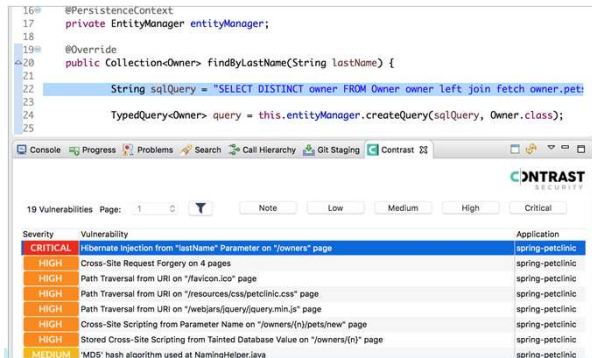 16 @PersistenceContext
17 private EntityManager entityManager;
18
19 @Override
20 public Collection<Owner> findByLastName(String lastName) {
21
22 String sqlQuery = "SELECT DISTINCT owner FROM Owner owner left join fetch owner.pets
23
24 TypedQuery<Owner> query = this.entityManager.createQuery(sqlQuery, Owner.class);
25
Console Progress Problems Search Call Hierarchy Git Staging Contrast
CONTRAST
SECURITY
19 Vulnerabilities Page: 1 Note Low Medium High Critical
Severity Vulnerability Application
CRITICAL Hibernate Injection from "lastName" Parameter on "/owners" page spring-petclinic
HIGH Cross-Site Request Forgery on 4 pages spring-petclinic
HIGH Path Traversal from URI on "/favicon.ico" page spring-petclinic
HIGH Path Traversal from URI on "/resources/css/petclinic.css" page spring-petclinic
HIGH Path Traversal from URI on "/webjars/jquery/jquery.min.js" page spring-petclinic
HIGH Cross-Site Scripting from Parameter Name on "/owners/{n}/pets/new" page spring-petclinic
HIGH Stored Cross-Site Scripting from Tainted Database Value on "/owners/{n}" page spring-petclinic
MEDIUM 'MD5' hash algorithm used at NamingHelper.java spring-petclinic